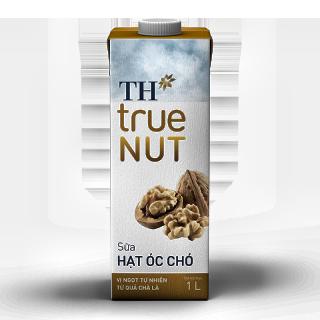 TH
true
NUT
Sữa
HẠT ÓC CHÓ
VỊ NGỌT TỰ NHIÊN
TỪ QUẢ CHÀ LÀ
1 L